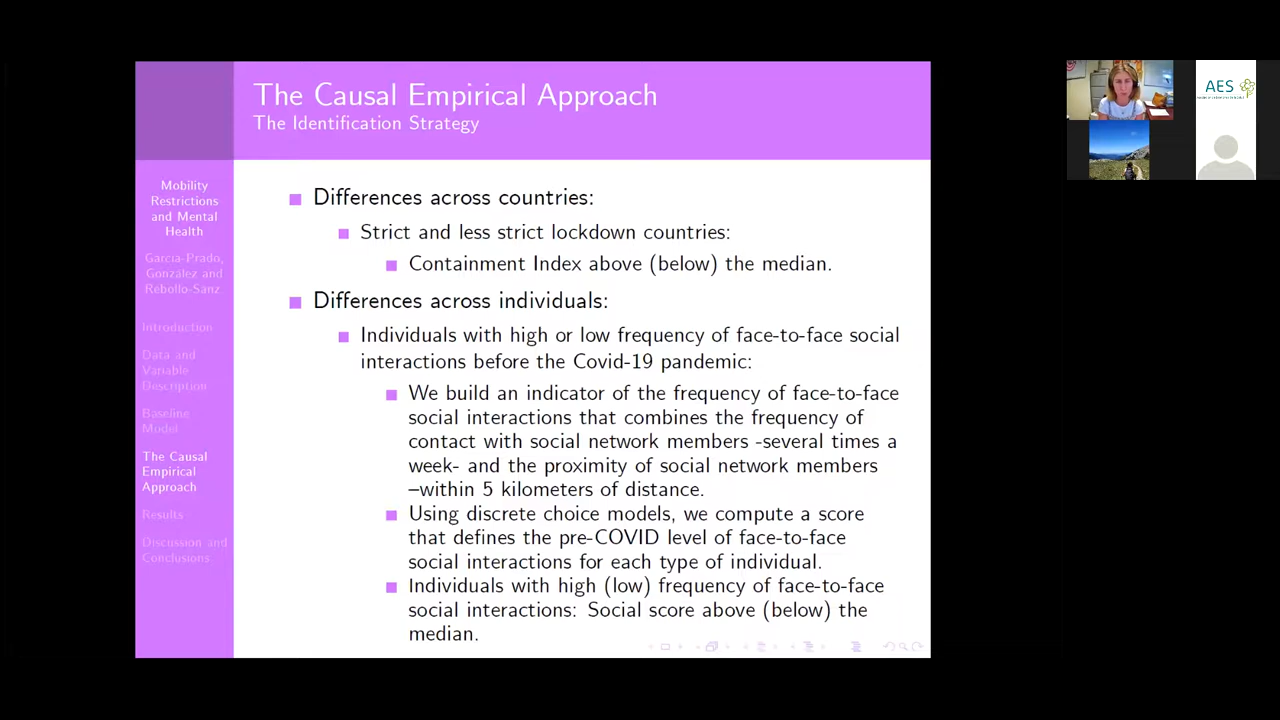 The Causal Empirical Approach
The Identification Strategy
Mobility
Restrictions
and Mental
Health
García-Prado,
González and
Rebollo-Sanz
Introduction
Data and
Variable
Description
Baseline
Model
The Causal
Empirical
Approach
Results
Discussion and
Conclusions
Differences across countries:
Strict and less strict lockdown countries:
Containment Index above (below) the median.
Differences across individuals:
Individuals with high or low frequency of face-to-face social
interactions before the Covid-19 pandemic:
We build an indicator of the frequency of face-to-face
social interactions that combines the frequency of
contact with social network members -several times a
week- and the proximity of social network members
–within 5 kilometers of distance.
Using discrete choice models, we compute a score
that defines the pre-COVID level of face-to-face
social interactions for each type of individual.
Individuals with high (low) frequency of face-to-face
social interactions: Social score above (below) the
median.
AES